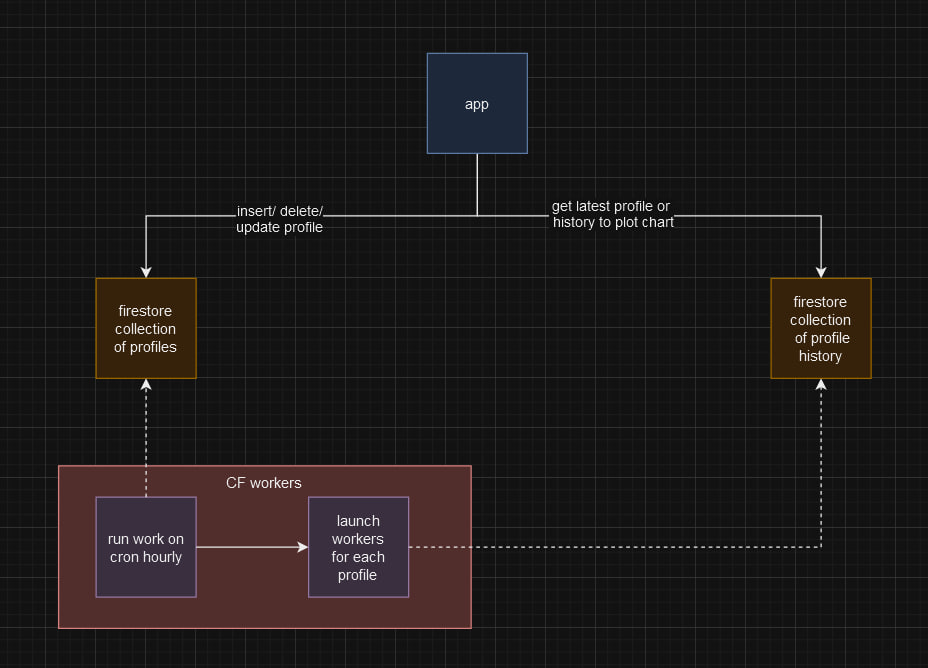 app
insert/ delete/
update profile
get latest profile or
history to plot chart
firestore
collection
of profiles
firestore
collection
of profile
history
CF workers
run work on
cron hourly
launch
workers
for each
profile